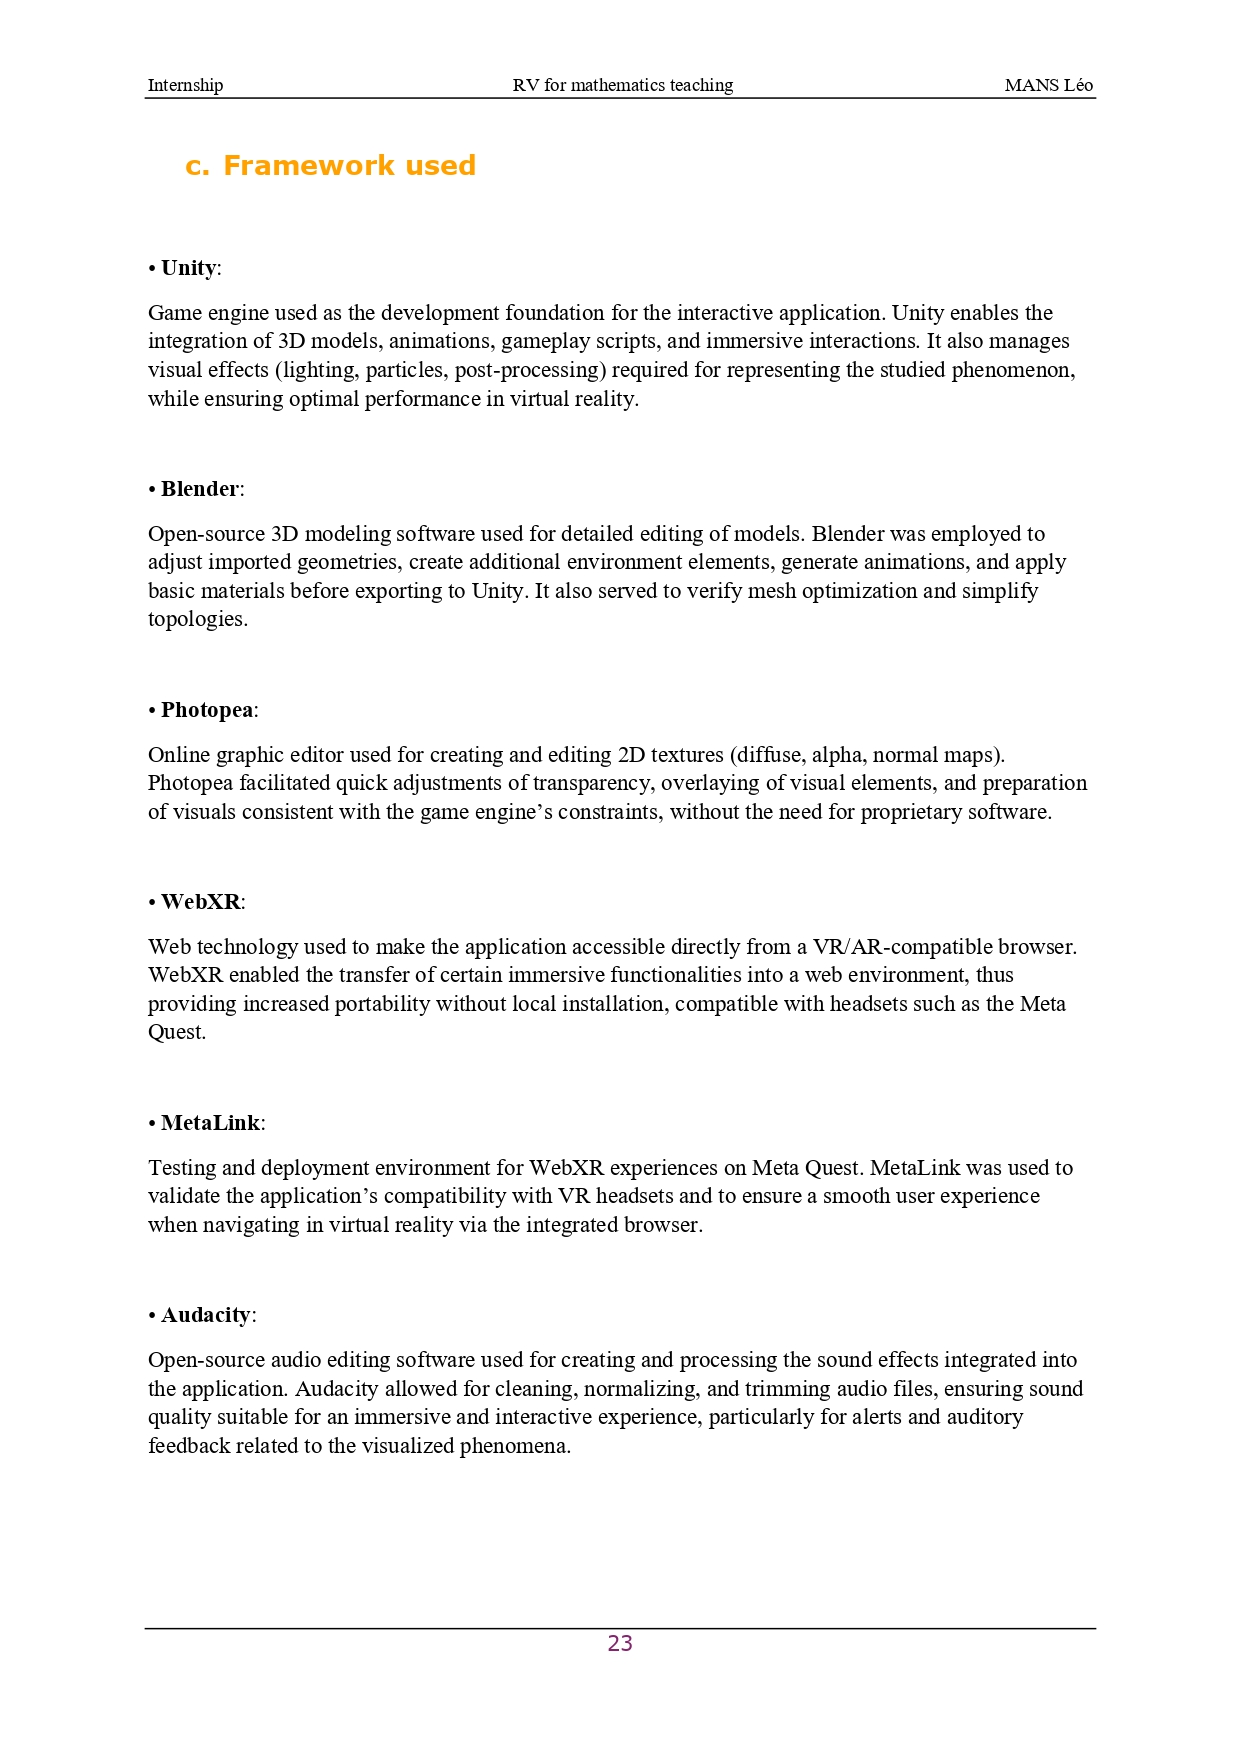 Internship RV for mathematics teaching MANS Léo
c. Framework used
• Unity:
Game engine used as the development foundation for the interactive application. Unity enables the
integration of 3D models, animations, gameplay scripts, and immersive interactions. It also manages
visual effects (lighting, particles, post-processing) required for representing the studied phenomenon,
while ensuring optimal performance in virtual reality.
• Blender:
Open-source 3D modeling software used for detailed editing of models. Blender was employed to
adjust imported geometries, create additional environment elements, generate animations, and apply
basic materials before exporting to Unity. It also served to verify mesh optimization and simplify
topologies.
• Photopea:
Online graphic editor used for creating and editing 2D textures (diffuse, alpha, normal maps).
Photopea facilitated quick adjustments of transparency, overlaying of visual elements, and preparation
of visuals consistent with the game engine’s constraints, without the need for proprietary software.
• WebXR:
Web technology used to make the application accessible directly from a VR/AR-compatible browser.
WebXR enabled the transfer of certain immersive functionalities into a web environment, thus
providing increased portability without local installation, compatible with headsets such as the Meta
Quest.
• MetaLink:
Testing and deployment environment for WebXR experiences on Meta Quest. MetaLink was used to
validate the application’s compatibility with VR headsets and to ensure a smooth user experience
when navigating in virtual reality via the integrated browser.
• Audacity:
Open-source audio editing software used for creating and processing the sound effects integrated into
the application. Audacity allowed for cleaning, normalizing, and trimming audio files, ensuring sound
quality suitable for an immersive and interactive experience, particularly for alerts and auditory
feedback related to the visualized phenomena.
23